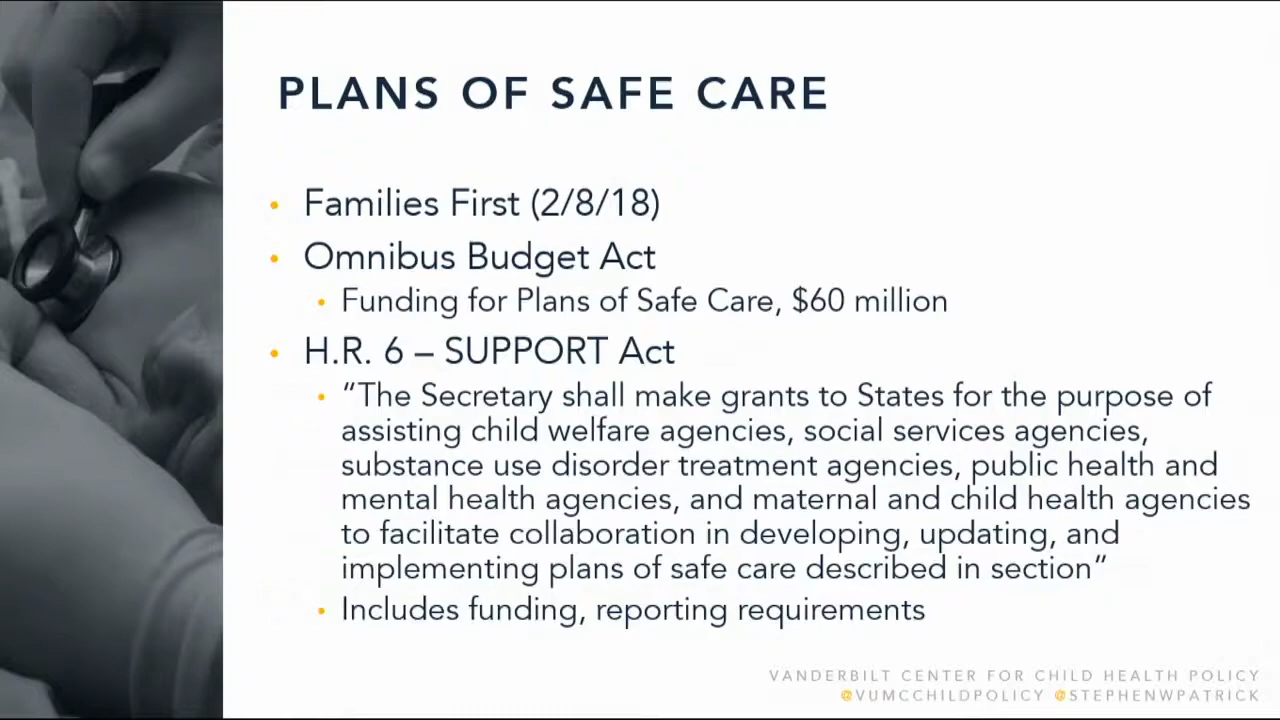 PLANS OF SAFE CARE
• Families First (2/8/18)
• Omnibus Budget Act
• Funding for Plans of Safe Care, $60 million
• H.R. 6 – SUPPORT Act
• “The Secretary shall make grants to States for the purpose of
assisting child welfare agencies, social services agencies,
substance use disorder treatment agencies, public health and
mental health agencies, and maternal and child health agencies
to facilitate collaboration in developing, updating, and
implementing plans of safe care described in section”
• Includes funding, reporting requirements
VANDERBILT CENTER FOR CHILD HEALTH POLICY
@VUMCCHILDPOLICY @STEPHENWPATRICK